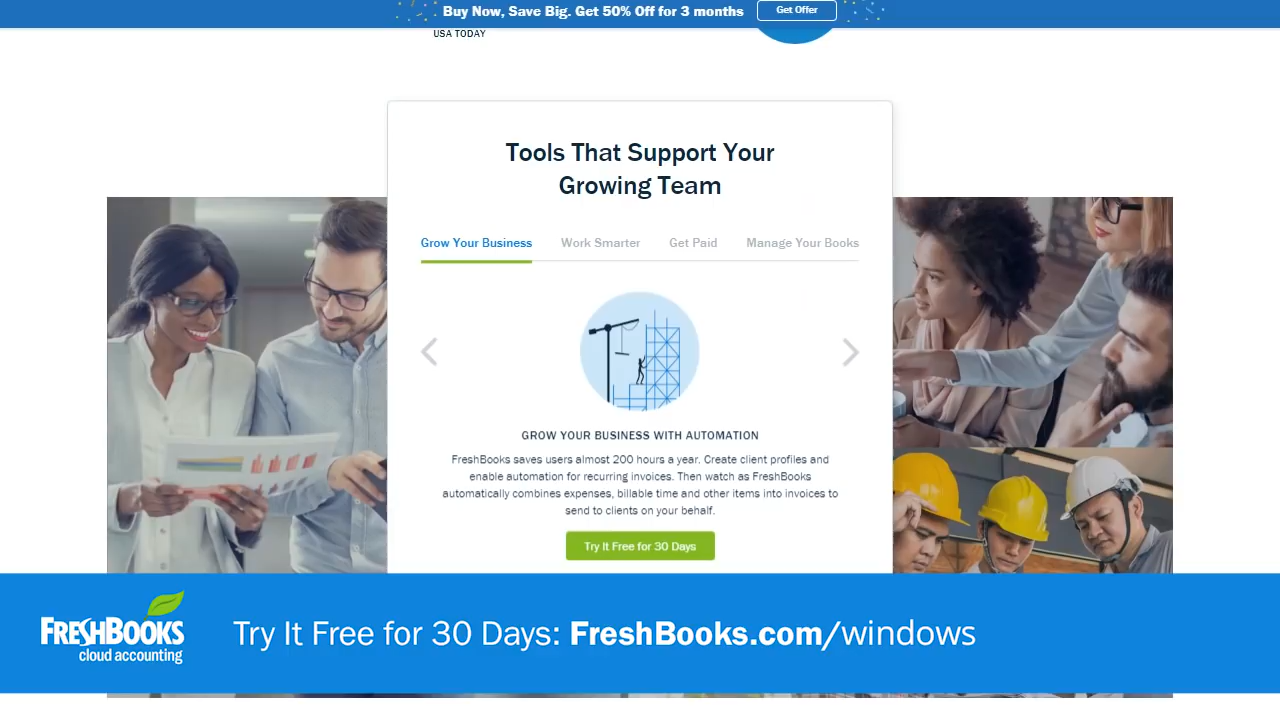 Buy Now, Save Big. Get 50% Off for 3 months
Get Offer
USA TODAY
Tools That Support Your
Growing Team
Grow Your Business
Work Smarter
Get Paid
Manage Your Books
GROW YOUR BUSINESS WITH AUTOMATION
FreshBooks saves users almost 200 hours a year. Create client profiles and
enable automation for recurring invoices. Then watch as FreshBooks
automatically combines expenses, billable time and other items into invoices to
send to clients on your behalf.
Try It Free for 30 Days
FRESHBOOKS
cloud accounting
Try It Free for 30 Days: FreshBooks.com/windows